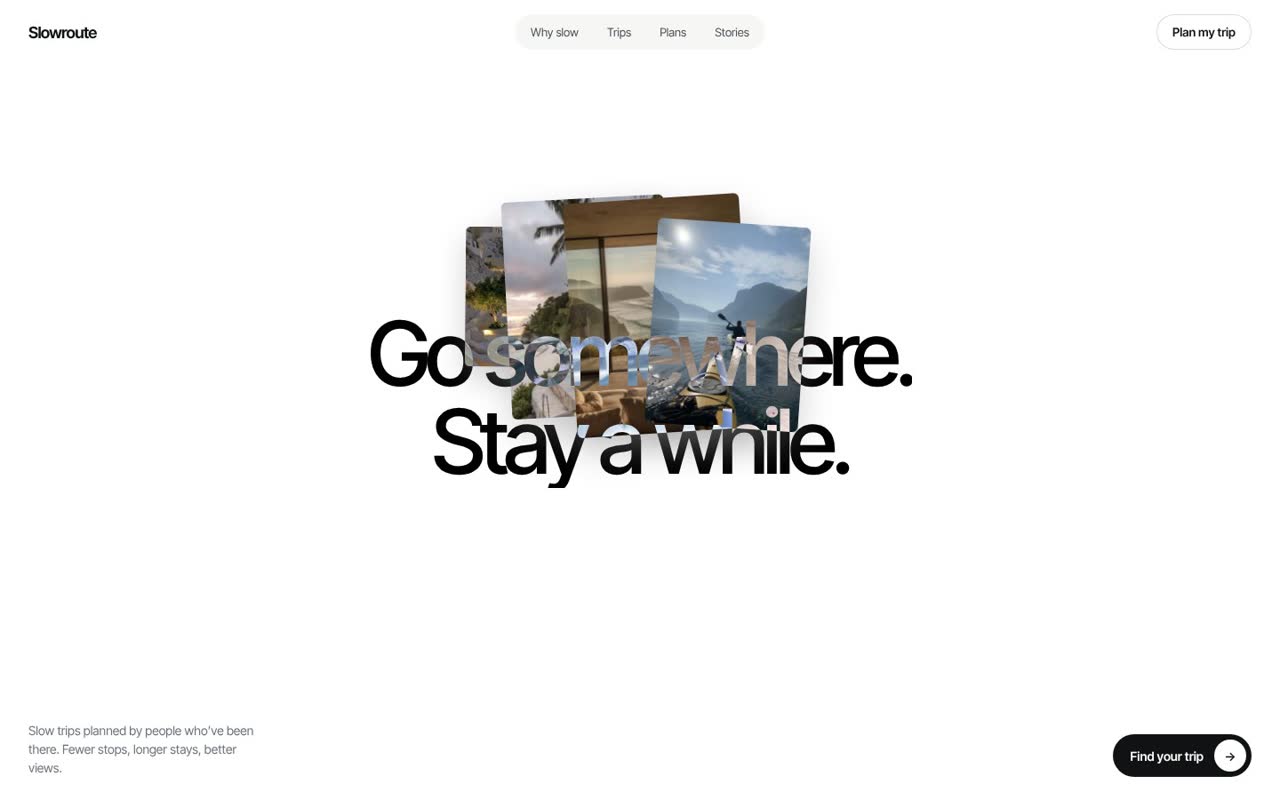 Slowroute
Why slow
Trips
Plans
Stories
Plan my trip
Go somewhere.
Stay a while.
Slow trips planned by people who've been
there. Fewer stops, longer stays, better
views.
Find your trip →